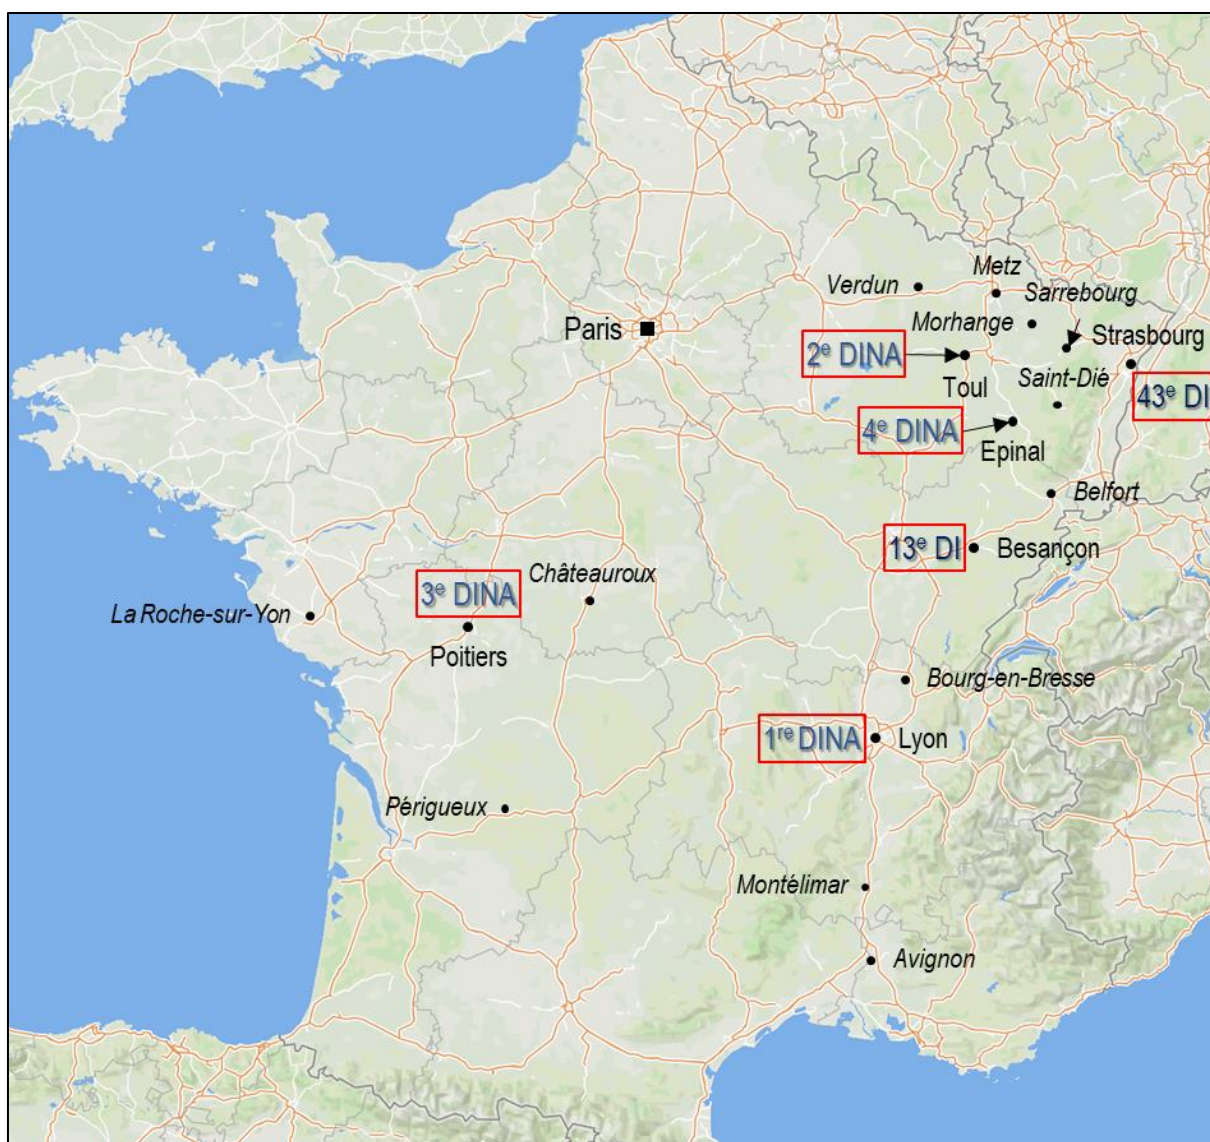 Metz
Verdun
Sarrebourg
Morhange
Paris
Strasbourg
2e DINA
Toul
Saint-Dié
43e DI
4e DINA
Epinal
Belfort
13e DI
Besançon
Châteauroux
3e DINA
La Roche-sur-Yon
Poitiers
Bourg-en-Bresse
1re DINA
Lyon
Périgueux
Montélimar
Avignon